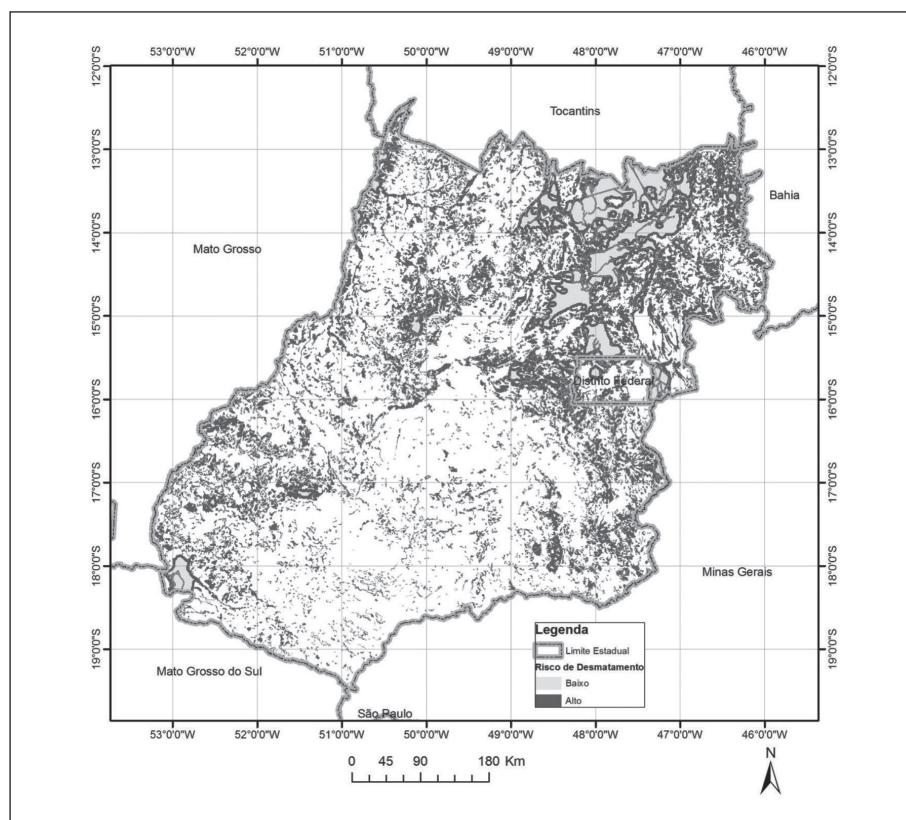 53°0'0"W 52°0'0"W 51°0'0"W 50°0'0"W 49°0'0"W 48°0'0"W 47°0'0"W 46°0'0"W
12°0'0"S 12°0'0"S
Tocantins
13°0'0"S 13°0'0"S
Bahia
14°0'0"S 14°0'0"S
Mato Grosso
15°0'0"S 15°0'0"S
Distrito Federal
16°0'0"S 16°0'0"S
17°0'0"S 17°0'0"S
18°0'0"S 18°0'0"S
Minas Gerais
Legenda
Limite Estadual
Risco de Desmatamento
Baixo
Alto
19°0'0"S 19°0'0"S
Mato Grosso do Sul
São Paulo
53°0'0"W 52°0'0"W 51°0'0"W 50°0'0"W 49°0'0"W 48°0'0"W 47°0'0"W 46°0'0"W
0 45 90 180 Km
N